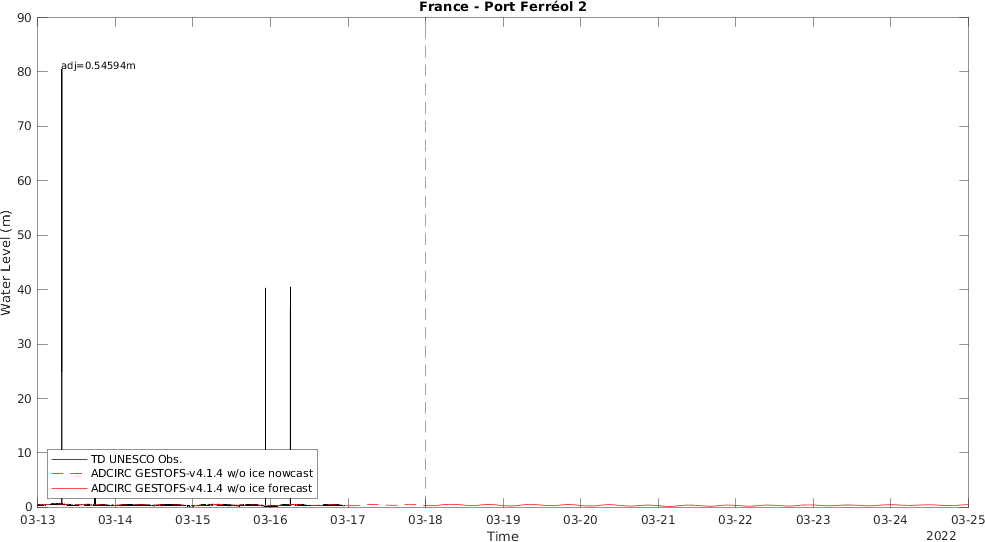 France - Port Ferréol 2
90
80
70
60
50
40
30
20
10
0
Water Level (m)
adj=0.54594m
TD UNESCO Obs.
ADCIRC GESTOFS-v4.1.4 w/o ice nowcast
ADCIRC GESTOFS-v4.1.4 w/o ice forecast
03-13 03-14 03-15 03-16 03-17 03-18 03-19 03-20 03-21 03-22 03-23 03-24 03-25
Time
2022